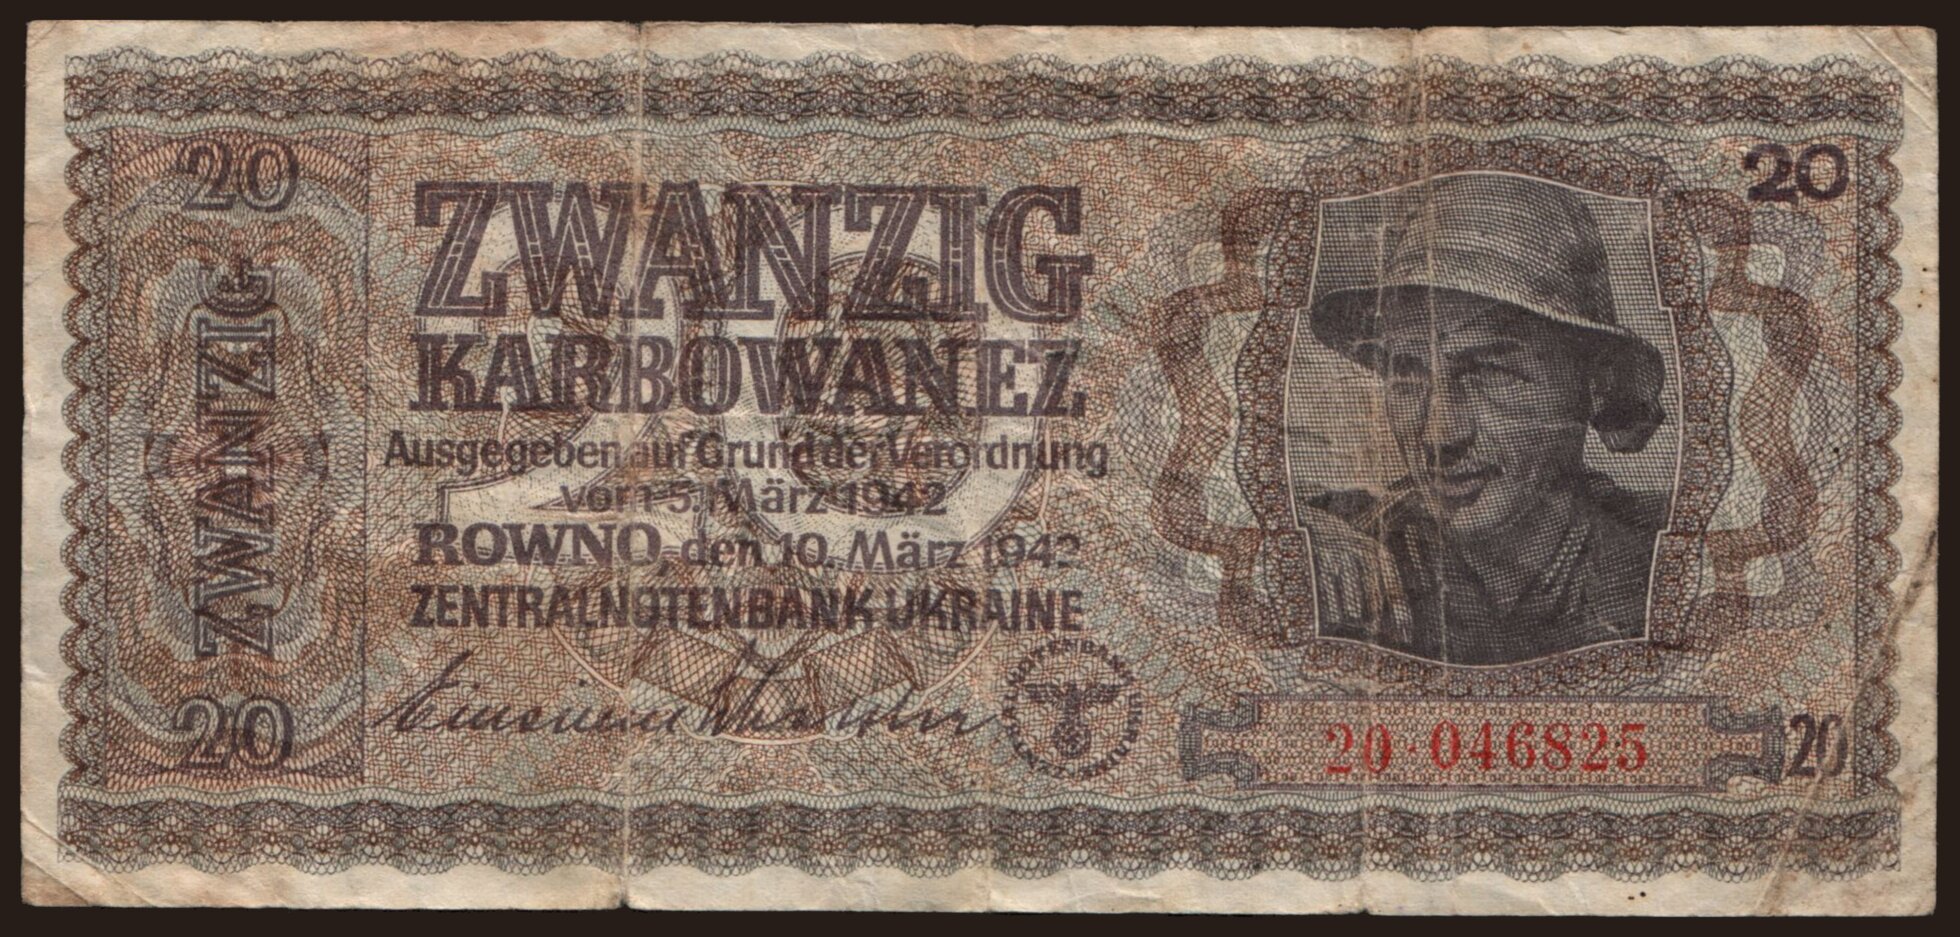 20
ZWANZIG
20
ZWANZIG
KARBOWANEZ
Ausgegeben auf Grund der Verordnung
vom 5. März 1942
ROWNO, den 10. März 1942
ZENTRALNOTENBANK UKRAINE
20
20
20·046825
20